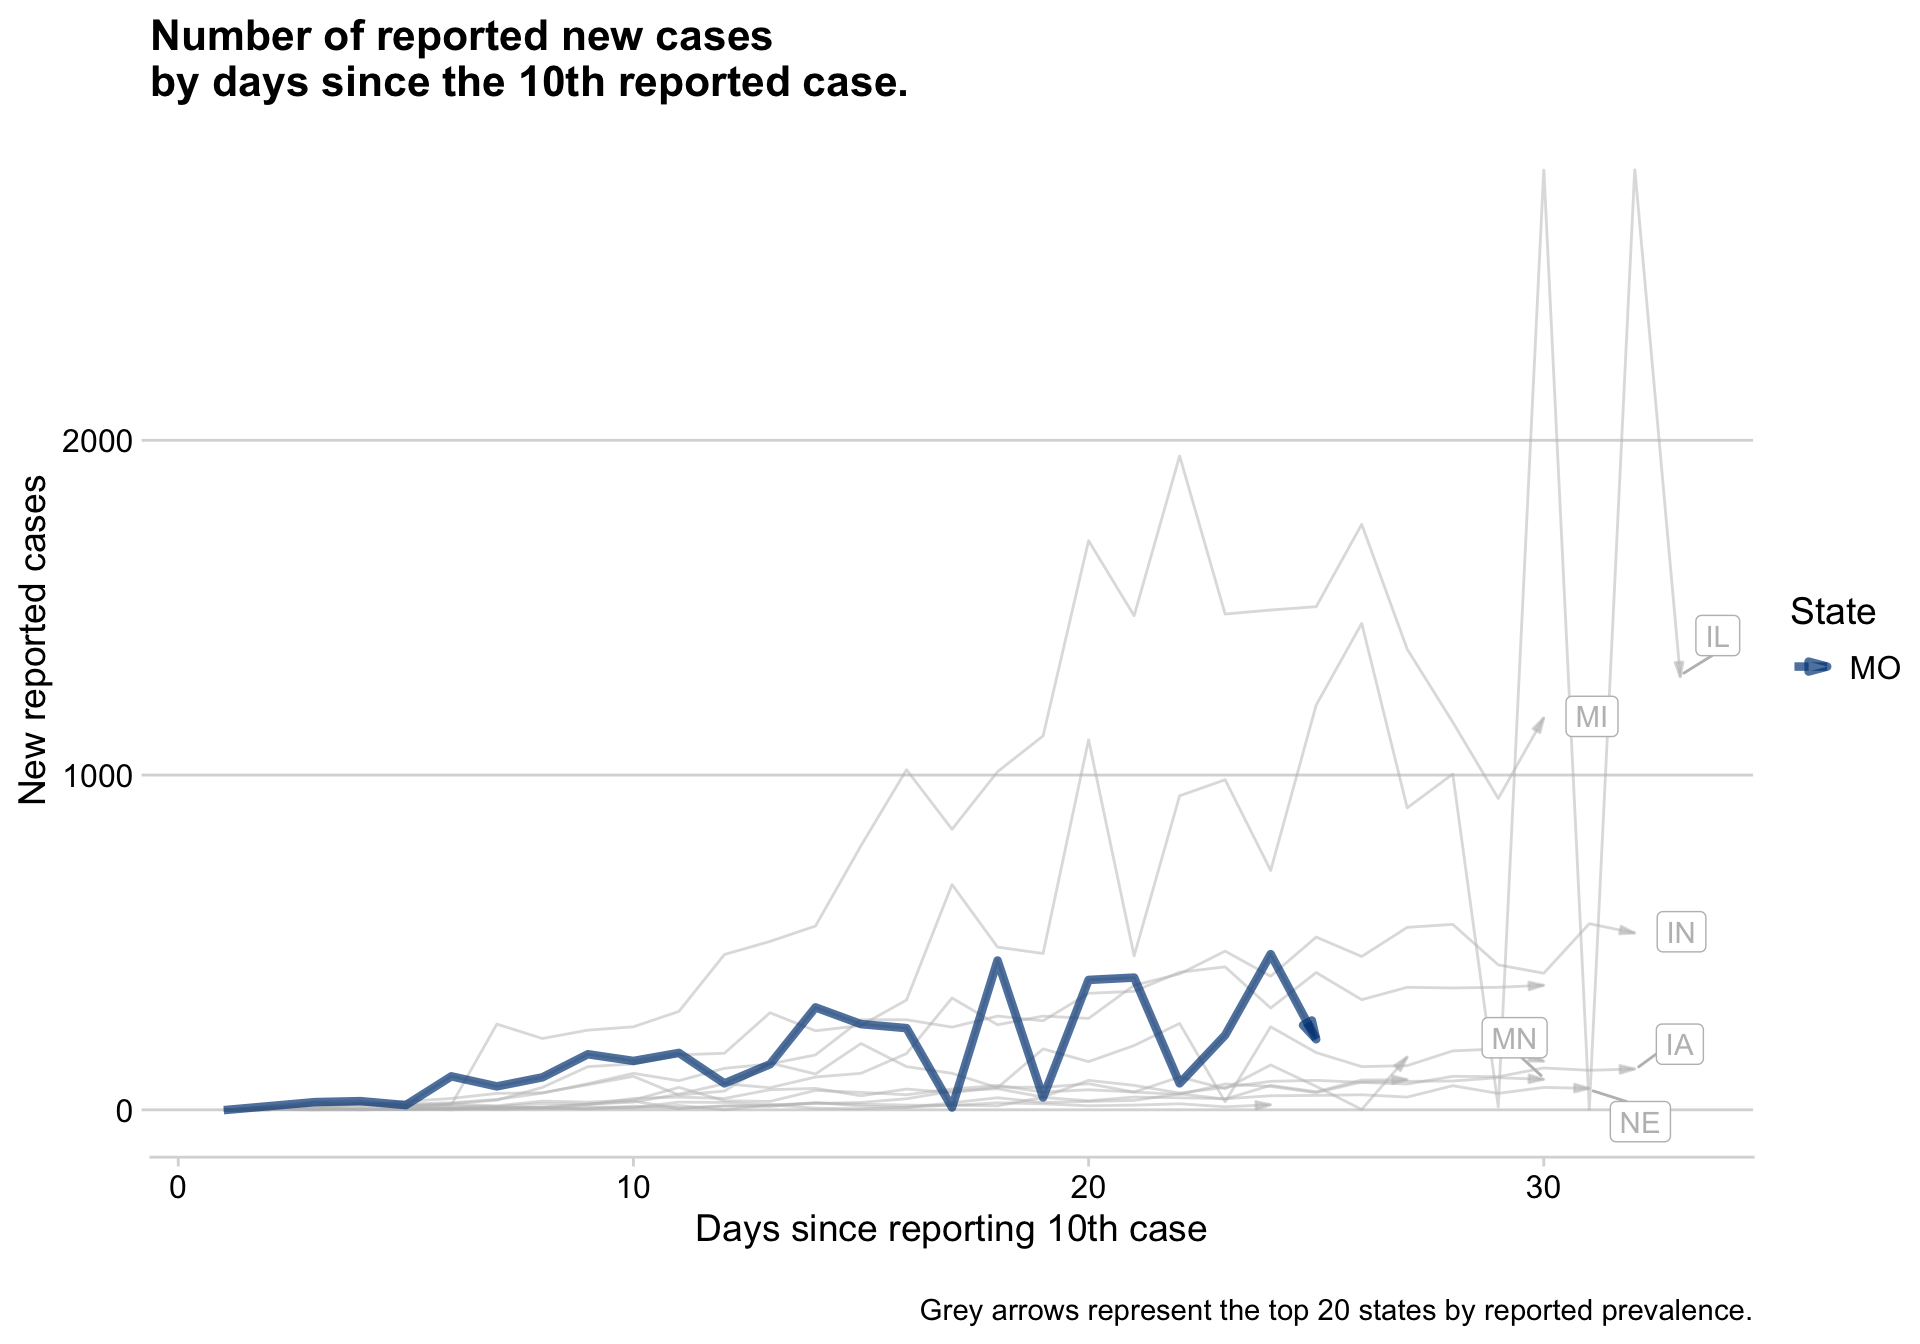 Number of reported new cases
by days since the 10th reported case.
New reported cases
2000
1000
0
IL
MI
IN
MN
IA
NE
State
MO
0
10
20
30
Days since reporting 10th case
Grey arrows represent the top 20 states by reported prevalence.